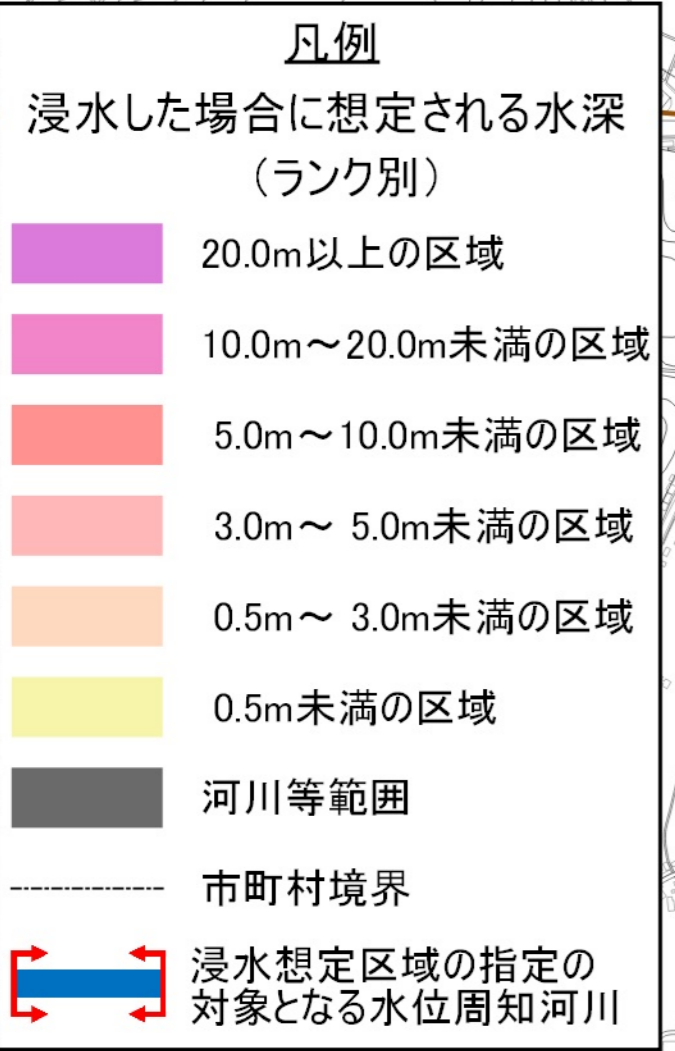 凡例
浸水した場合に想定される水深
（ランク別）
20.0m以上の区域
10.0m～20.0m未満の区域
5.0m～10.0m未満の区域
3.0m～ 5.0m未満の区域
0.5m～ 3.0m未満の区域
0.5m未満の区域
河川等範囲
市町村境界
浸水想定区域の指定の
対象となる水位周知河川